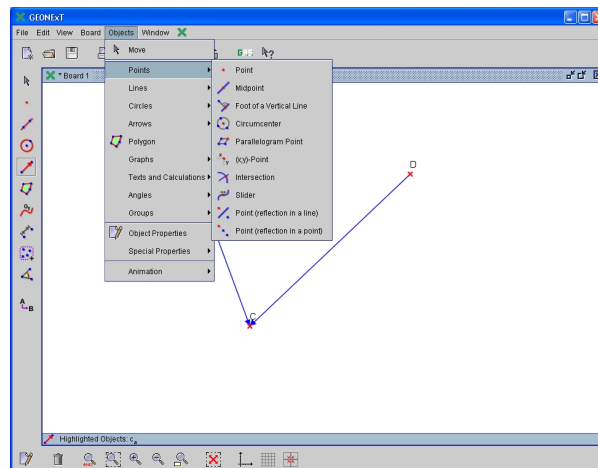 GEONExT
File Edit View Board Objects Window
* Board 1
Move
Points
Lines
Circles
Arrows
Polygon
Graphs
Texts and Calculations
Angles
Groups
Object Properties
Special Properties
Animation
Point
Midpoint
Foot of a Vertical Line
Circumcenter
Parallelogram Point
(x,y)-Point
Intersection
Slider
Point (reflection in a line)
Point (reflection in a point)
D
C
A
B
Highlighted Objects: ca